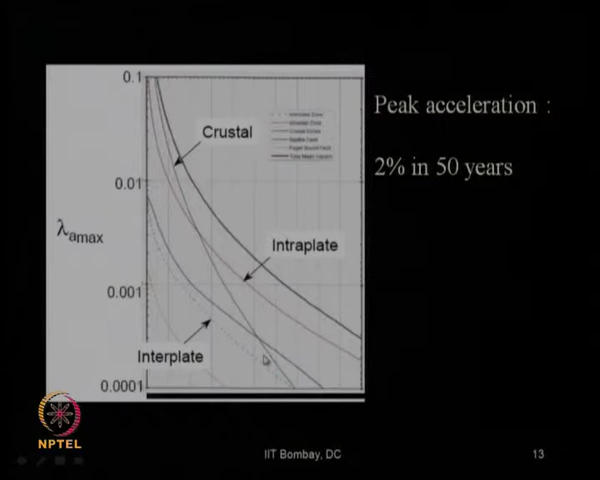 Peak acceleration :
2% in 50 years
0.1
0.01
0.001
0.0001
λamax
Crustal
Intraplate
Interplate
NPTEL
IIT Bombay, DC
13